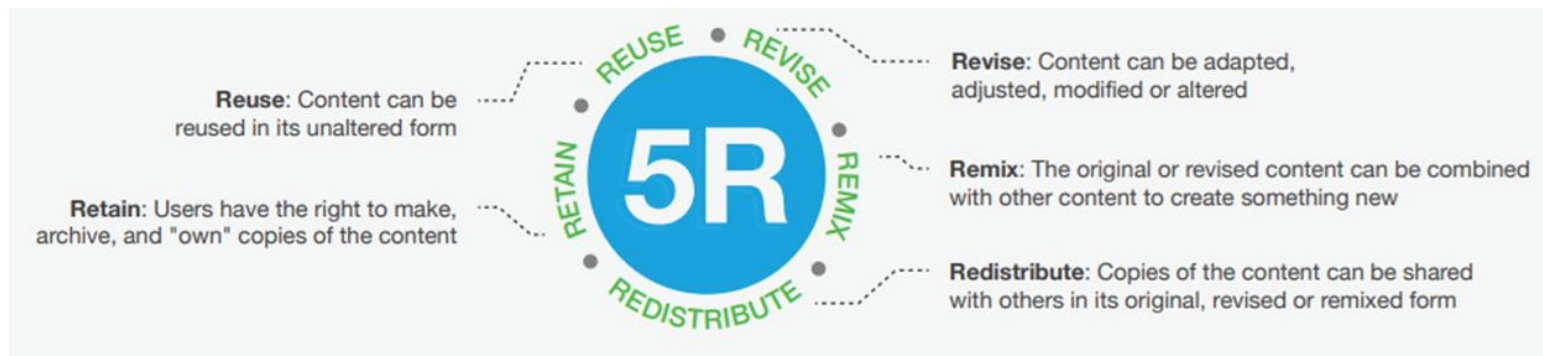 REUSE
REVISE
REMIX
REDISTRIBUTE
RETAIN
5R
Reuse: Content can be
reused in its unaltered form
Retain: Users have the right to make,
archive, and "own" copies of the content
Revise: Content can be adapted,
adjusted, modified or altered
Remix: The original or revised content can be combined
with other content to create something new
Redistribute: Copies of the content can be shared
with others in its original, revised or remixed form